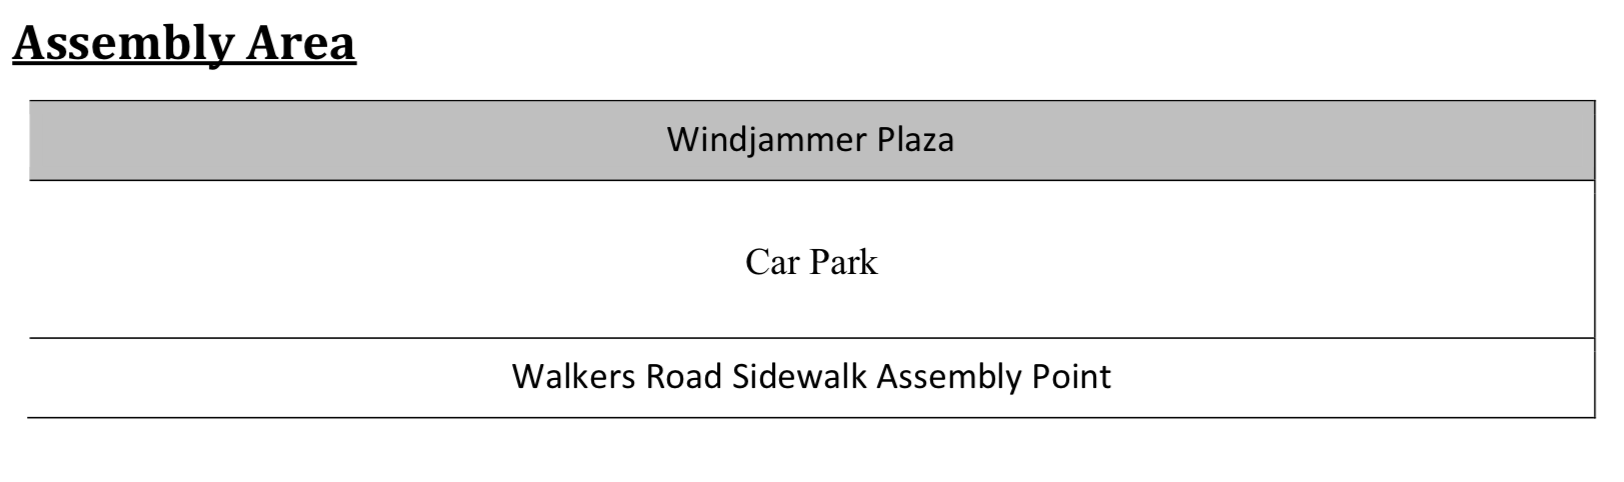 Assembly Area
Windjammer Plaza
Car Park
Walkers Road Sidewalk Assembly Point